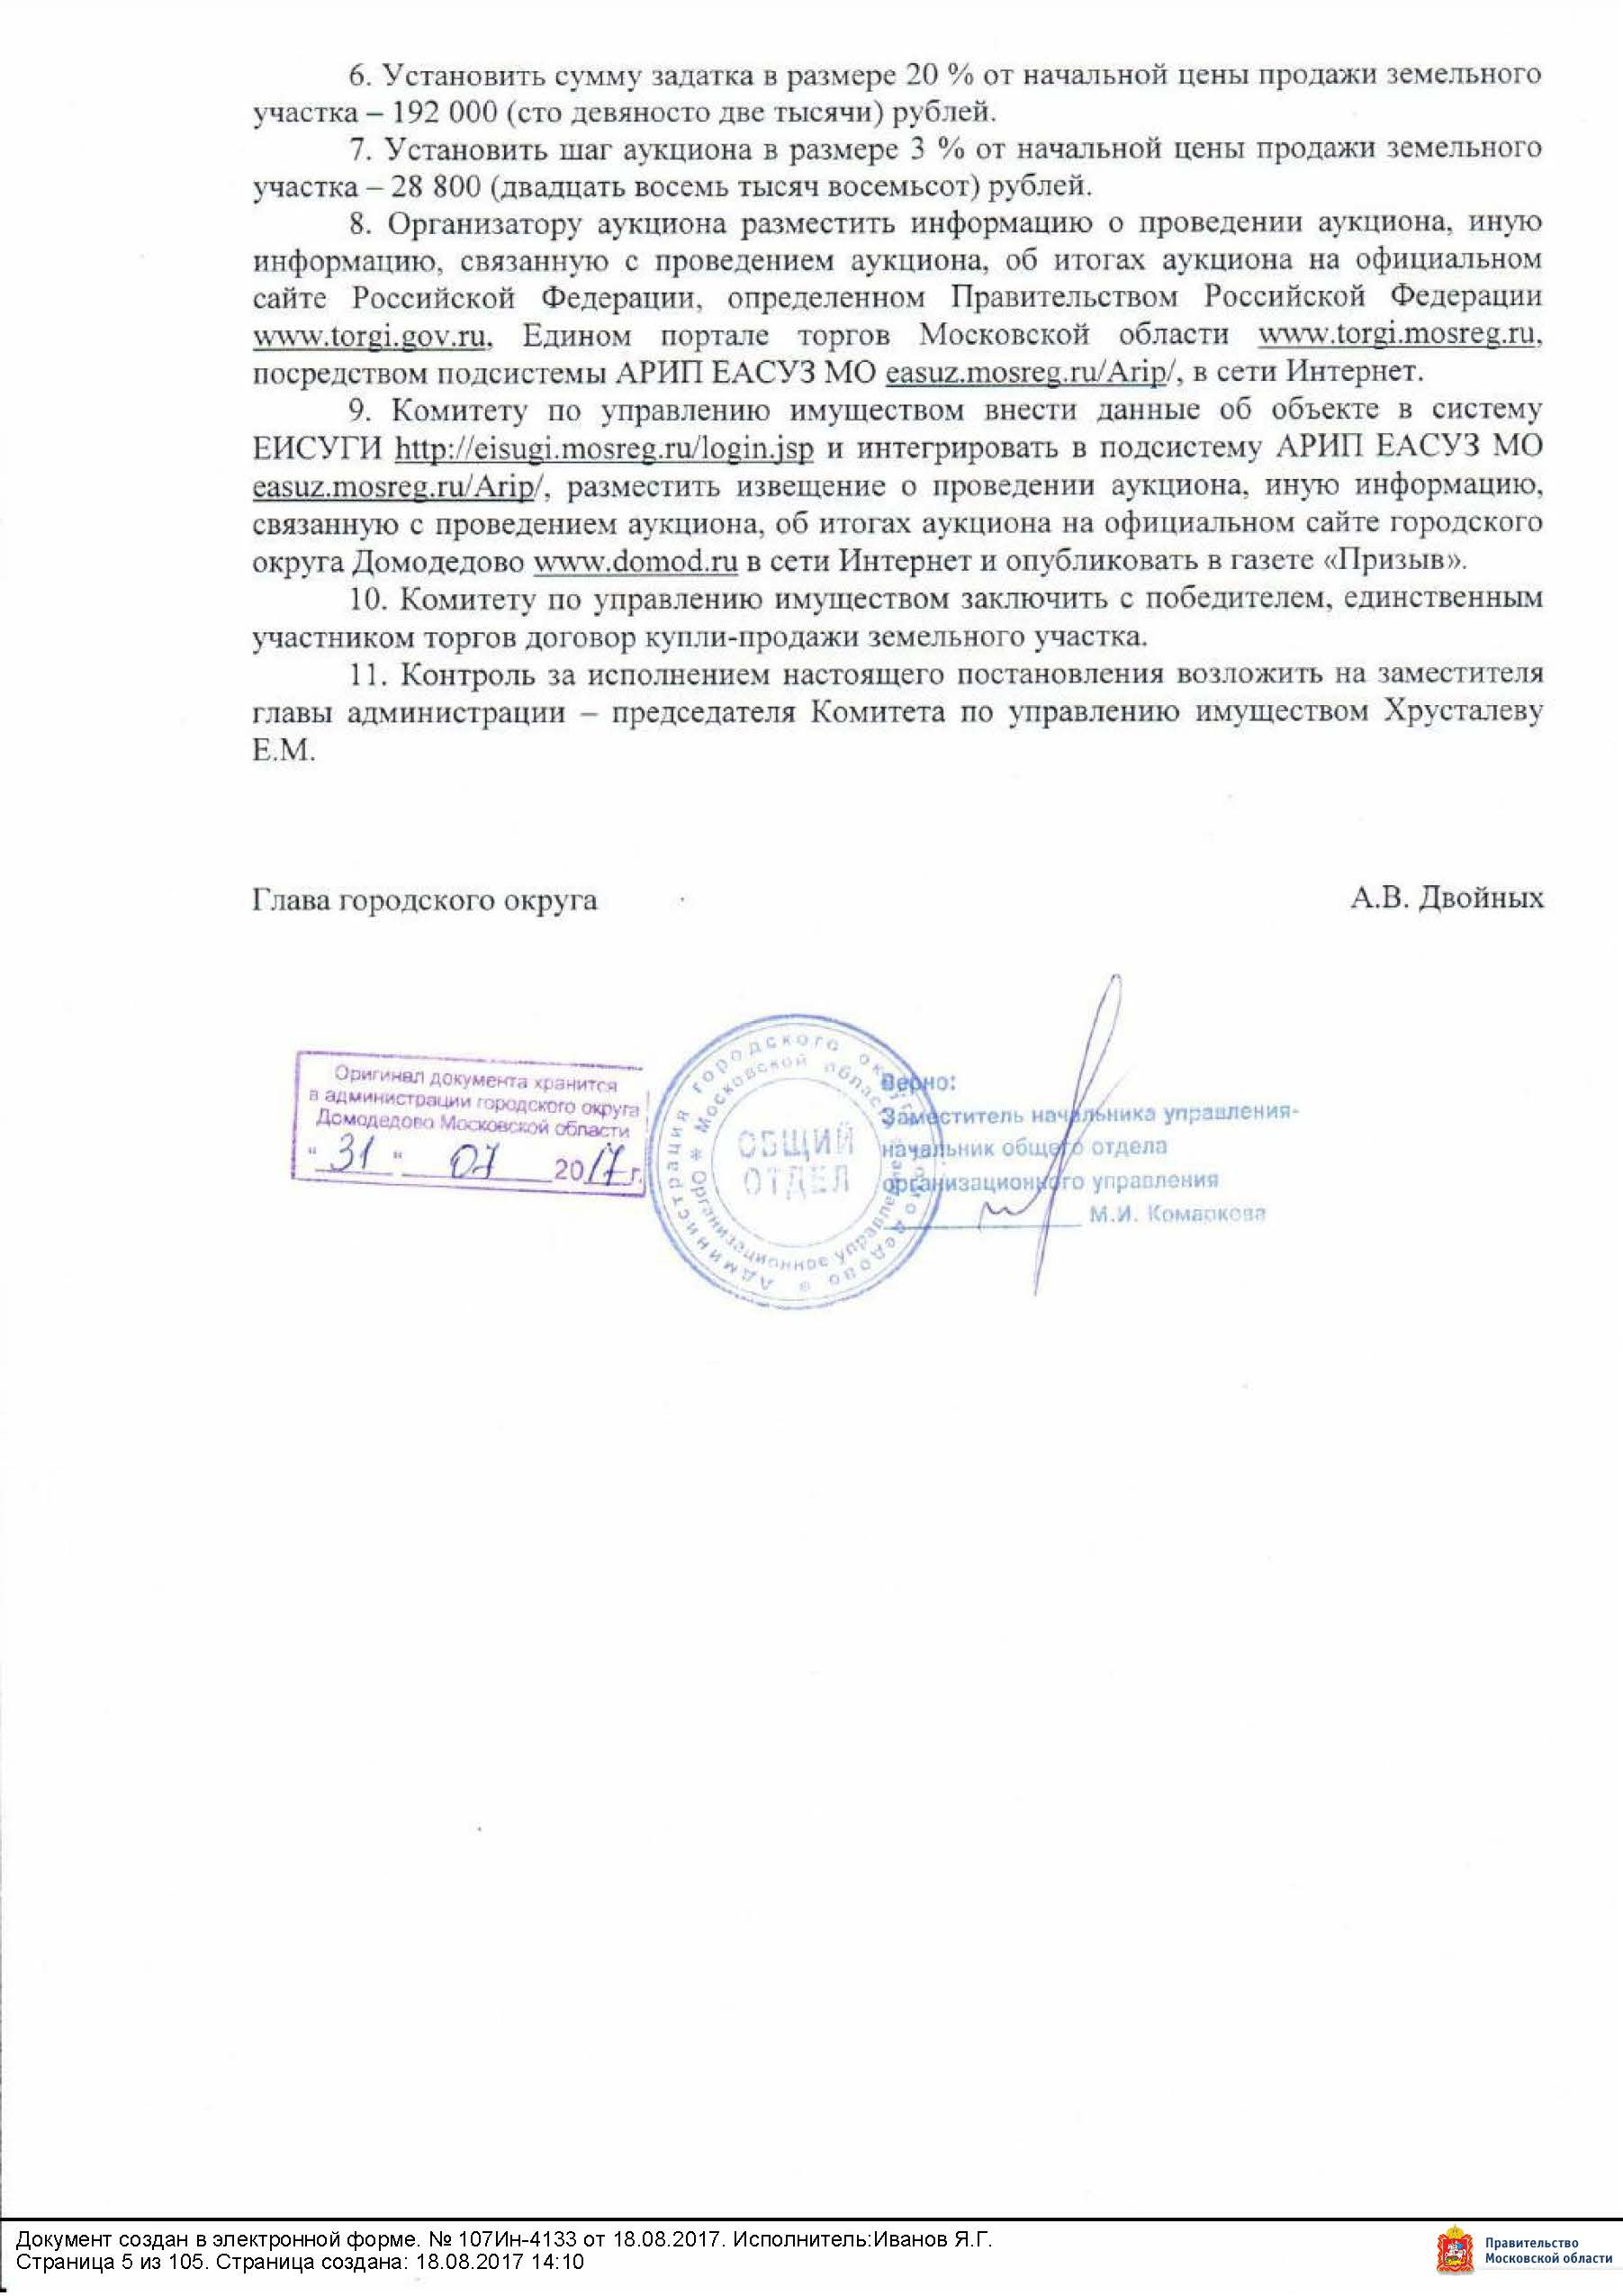 6. Установить сумму задатка в размере 20 % от начальной цены продажи земельного
участка – 192 000 (сто девяносто две тысячи) рублей.
7. Установить шаг аукциона в размере 3 % от начальной цены продажи земельного
участка – 28 800 (двадцать восемь тысяч восемьсот) рублей.
8. Организатору аукциона разместить информацию о проведении аукциона, иную
информацию, связанную с проведением аукциона, об итогах аукциона на официальном
сайте Российской Федерации, определенном Правительством Российской Федерации
www.torgi.gov.ru, Едином портале торгов Московской области www.torgi.mosreg.ru,
посредством подсистемы АРИП ЕАСУЗ МО easuz.mosreg.ru/Arip/, в сети Интернет.
9. Комитету по управлению имуществом внести данные об объекте в систему
ЕИСУГИ http://eisugi.mosreg.ru/login.jsp и интегрировать в подсистему АРИП ЕАСУЗ МО
easuz.mosreg.ru/Arip/, разместить извещение о проведении аукциона, иную информацию,
связанную с проведением аукциона, об итогах аукциона на официальном сайте городского
округа Домодедово www.domod.ru в сети Интернет и опубликовать в газете «Призыв».
10. Комитету по управлению имуществом заключить с победителем, единственным
участником торгов договор купли-продажи земельного участка.
11. Контроль за исполнением настоящего постановления возложить на заместителя
главы администрации – председателя Комитета по управлению имуществом Хрусталеву
Е.М.
Глава городского округа А.В. Двойных
Оригинал документа хранится
в администрации городского округа
Домодедово Московской области
"31" 07 2017 г.
Администрация городского округа Домодедово
Московской области
Организационное управление
ОБЩИЙ
ОТДЕЛ
Верно:
Заместитель начальника управления-
начальник общего отдела
организационного управления
М.И. Комаркова
Документ создан в электронной форме. № 107Ин-4133 от 18.08.2017. Исполнитель:Иванов Я.Г.
Страница 5 из 105. Страница создана: 18.08.2017 14:10
Правительство
Московской области